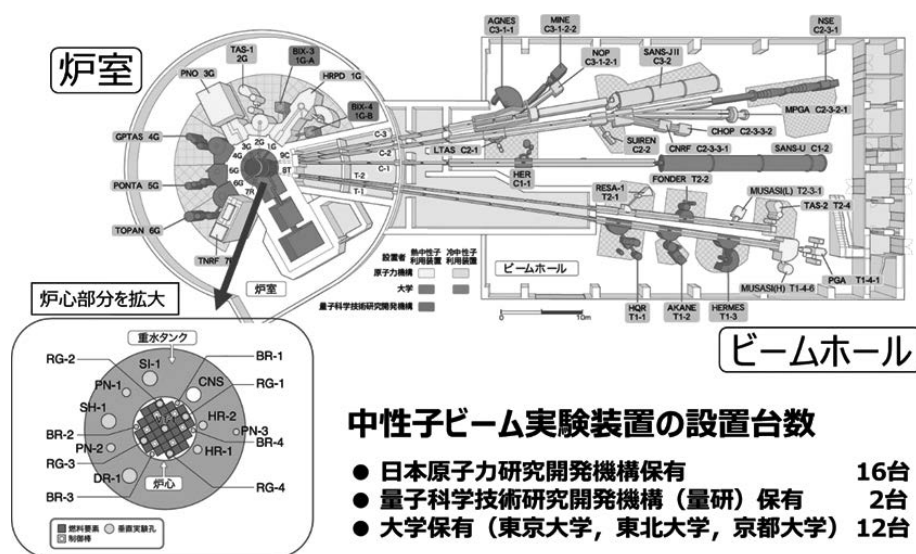 炉室
PNO 3G
TAS-1
2G
BIX-3
1G-A
HRPD 1G
BIX-4
1G-B
GPTAS 4G
PONTA 5G
TOPAN 6G
TNRF
3G
2G
1G
4G
6G
6G
7R
9C
8T
C-3
C-2
C-1
T-2
T-1
炉室
AGNES
C3-1-1
MINE
C3-1-2-2
NOP
C3-1-2-1
SANS-J II
C3-2
NSE
C2-3-1
MPGA C2-3-2-1
CHOP C2-3-3-2
CNRF C2-3-3-1
SUIREN
C2-2
SANS-U C1-2
LTAS C2-1
HER
C1-1
RESA-1
T2-1
FONDER T2-2
MUSASI(L) T2-3-1
TAS-2 T2-4
PGA T1-4-1
MUSASI(H) T1-4-6
HQR
T1-1
AKANE
T1-2
HERMES
T1-3
設置者
熱中性子
利用装置
冷中性子
利用装置
原子力機構
大学
量子科学技術研究開発機構
ビームホール
0
10m
ビームホール
炉心部分を拡大
重水タンク
RG-2
SI-1
BR-1
PN-1
CNS
RG-1
SH-1
HR-2
BR-2
PN-3
PN-2
BR-4
RG-3
HR-1
DR-1
炉心
RG-4
BR-3
燃料要素
垂直実験孔
制御棒
中性子ビーム実験装置の設置台数
● 日本原子力研究開発機構保有 16台
● 量子科学技術研究開発機構（量研）保有 2台
● 大学保有（東京大学，東北大学，京都大学） 12台